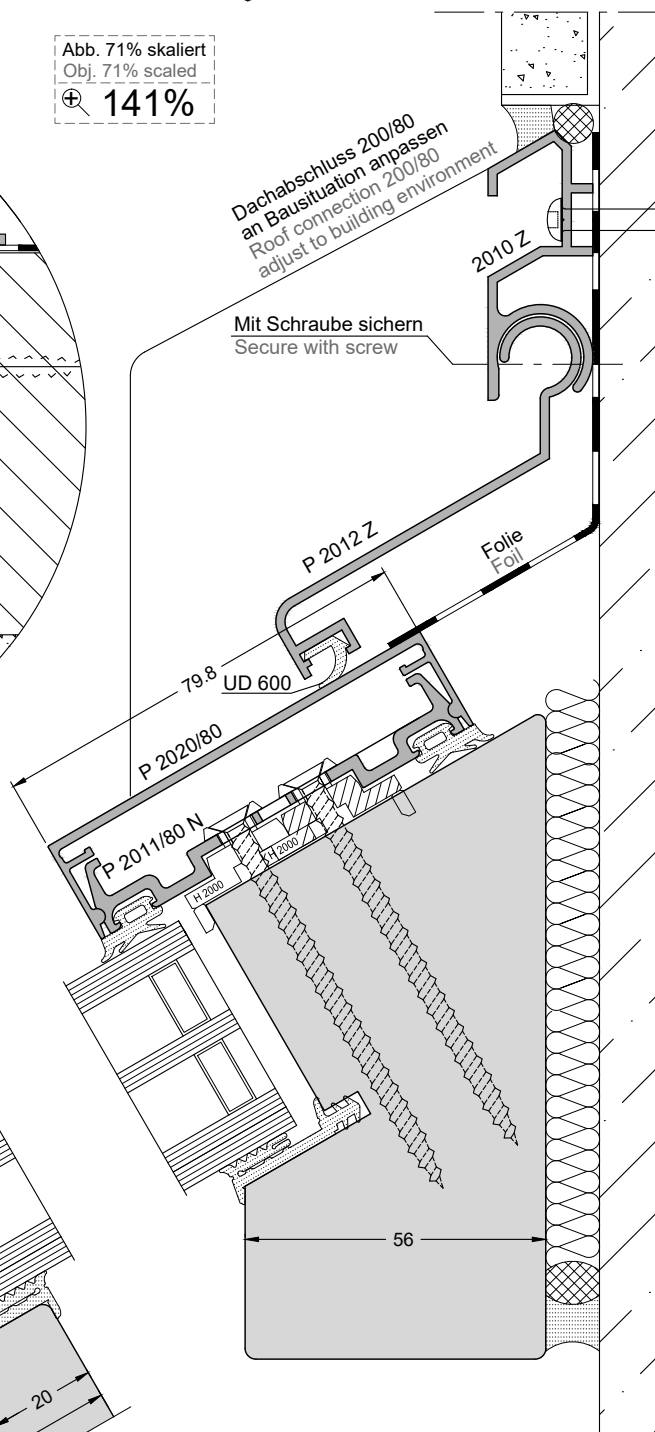 Abb. 71% skaliert
Obj. 71% scaled
141%
Dachabschluss 200/80
an Bausituation anpassen
Roof connection 200/80
adjust to building environment
2010 Z
Mit Schraube sichern
Secure with screw
P 2012 Z
Folie
Foil
79.8
UD 600
P 2020/80
P 2011/80 N
H 2000
H 2000
56
20